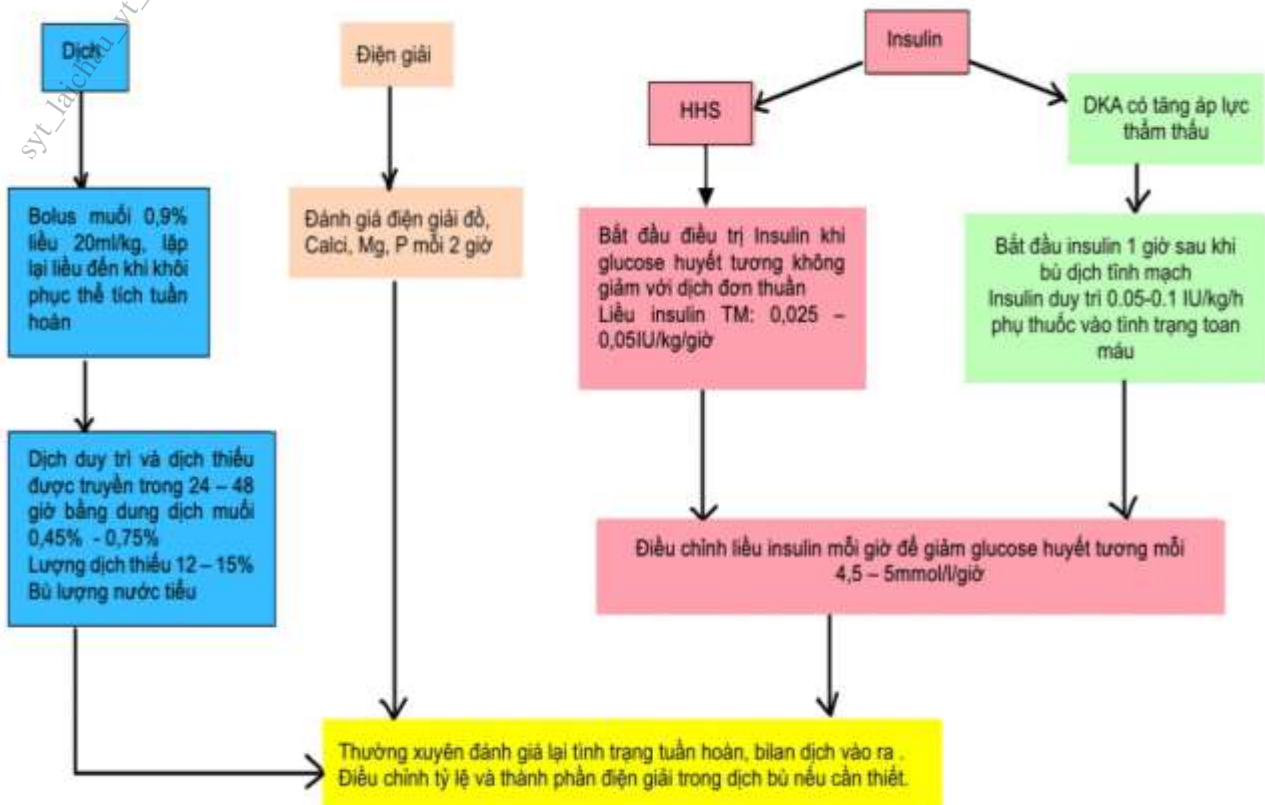 Dịch
Bolus muối 0,9%
liều 20ml/kg, lặp
lại liều đến khi khôi
phục thể tích tuần
hoàn
Dịch duy trì và dịch thiếu
được truyền trong 24 – 48
giờ bằng dung dịch muối
0,45% - 0,75%
Lượng dịch thiếu 12 – 15%
Bù lượng nước tiểu
Điện giải
Đánh giá điện giải đồ,
Calci, Mg, P mỗi 2 giờ
Insulin
HHS
Bắt đầu điều trị Insulin khi
glucose huyết tương không
giảm với dịch đơn thuần
Liều insulin TM: 0,025 –
0,05IU/kg/giờ
DKA có tăng áp lực
thẩm thấu
Bắt đầu insulin 1 giờ sau khi
bù dịch tĩnh mạch
Insulin duy trì 0.05-0.1 IU/kg/h
phụ thuộc vào tình trạng toan
máu
Điều chỉnh liều insulin mỗi giờ để giảm glucose huyết tương mỗi
4,5 – 5mmol/l/giờ
Thường xuyên đánh giá lại tình trạng tuần hoàn, bilan dịch vào ra .
Điều chỉnh tỷ lệ và thành phần điện giải trong dịch bù nếu cần thiết.